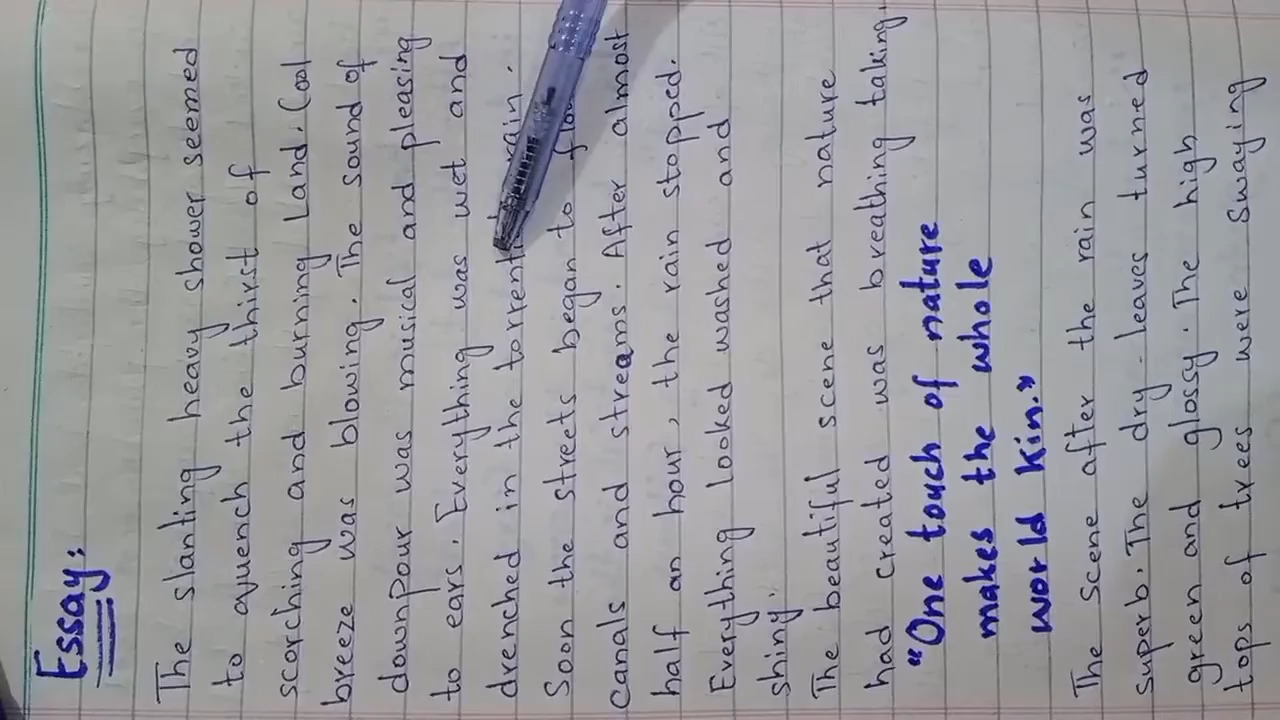 Essay:
The slanting heavy shower seemed
to quench the thirst of
scorching and burning land. Cool
breeze was blowing. The sound of
downpour was musical and pleasing
to ears. Everything was wet and
drenched in the rain.
Soon the streets began to
canals and streams. After almost
half an hour, the rain stopped.
Everything looked washed and
shiny.
The beautiful scene that nature
had created was breathing taking.
"One touch of nature
makes the whole
world kin."
The scene after the rain was
superb. The dry leaves turned
green and glossy. The high
tops of trees were swaying